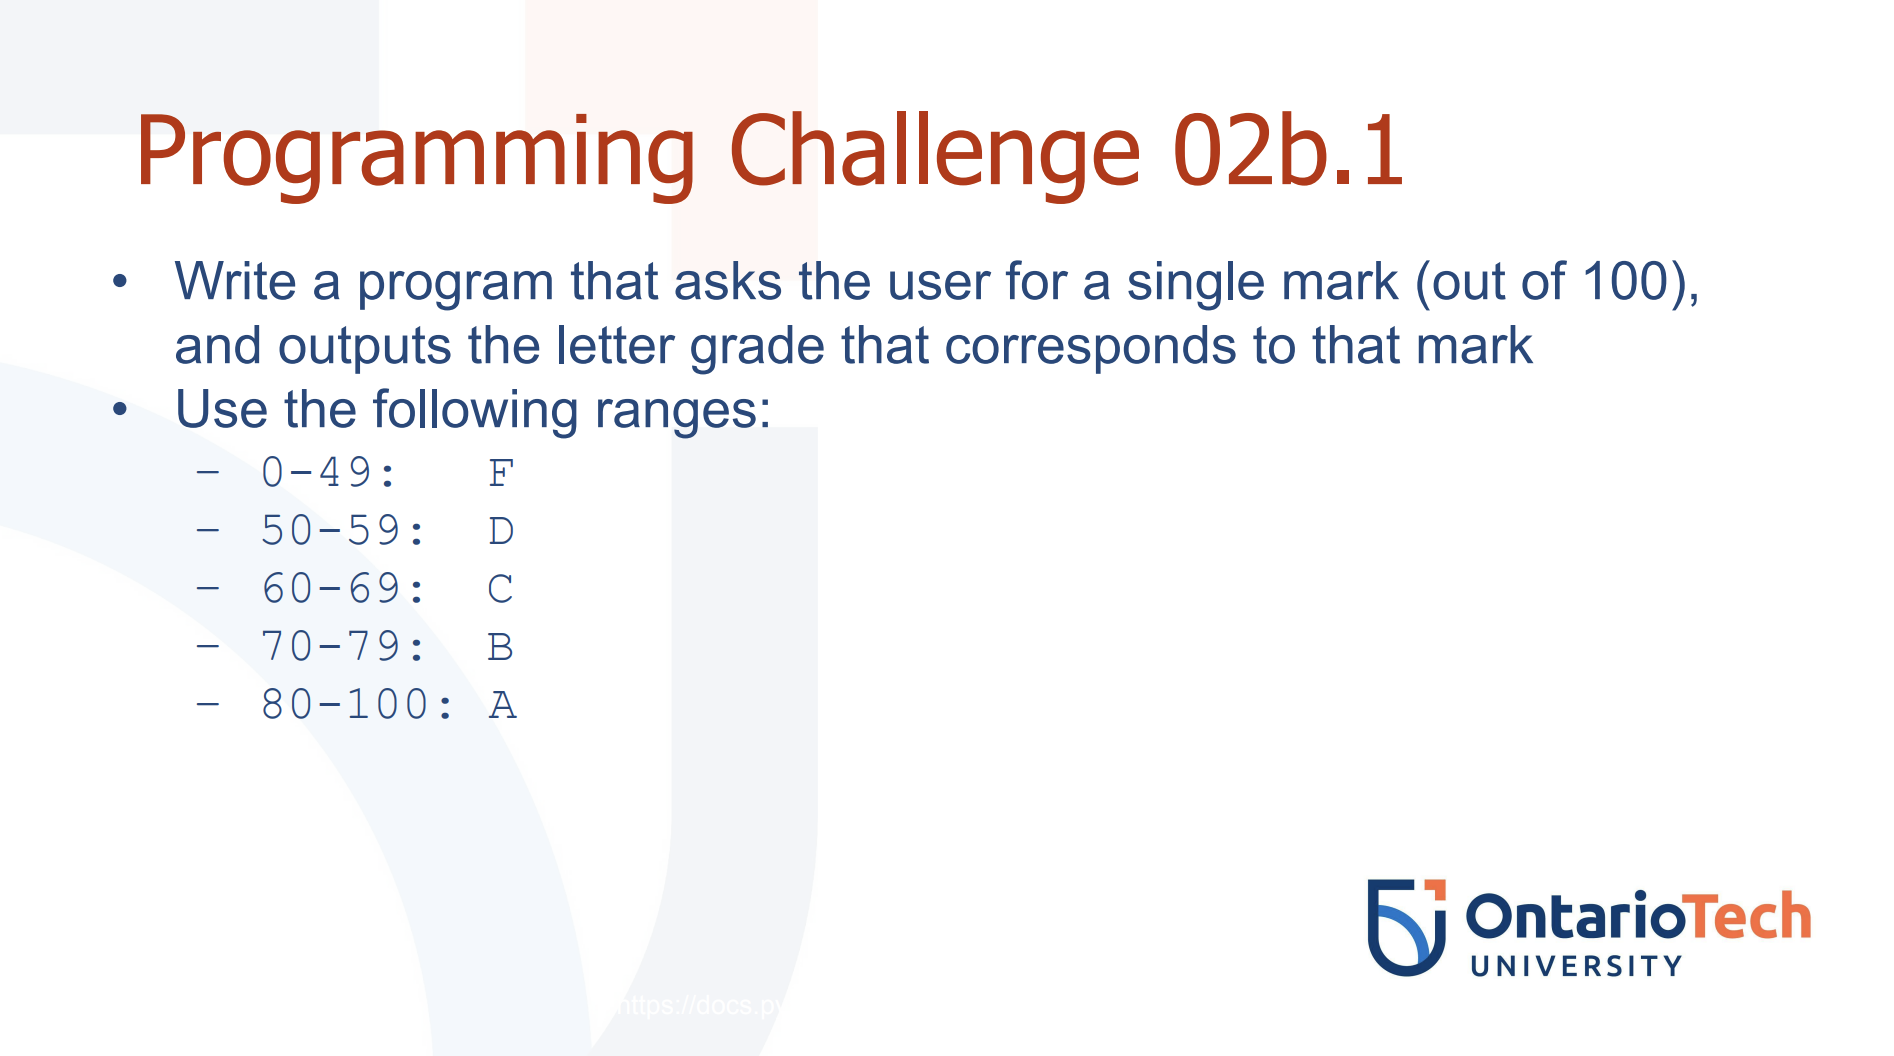 Programming Challenge 02b.1
• Write a program that asks the user for a single mark (out of 100),
and outputs the letter grade that corresponds to that mark
• Use the following ranges:
– 0-49: F
– 50-59: D
– 60-69: C
– 70-79: B
– 80-100: A
OntarioTech
UNIVERSITY
https://docs.py